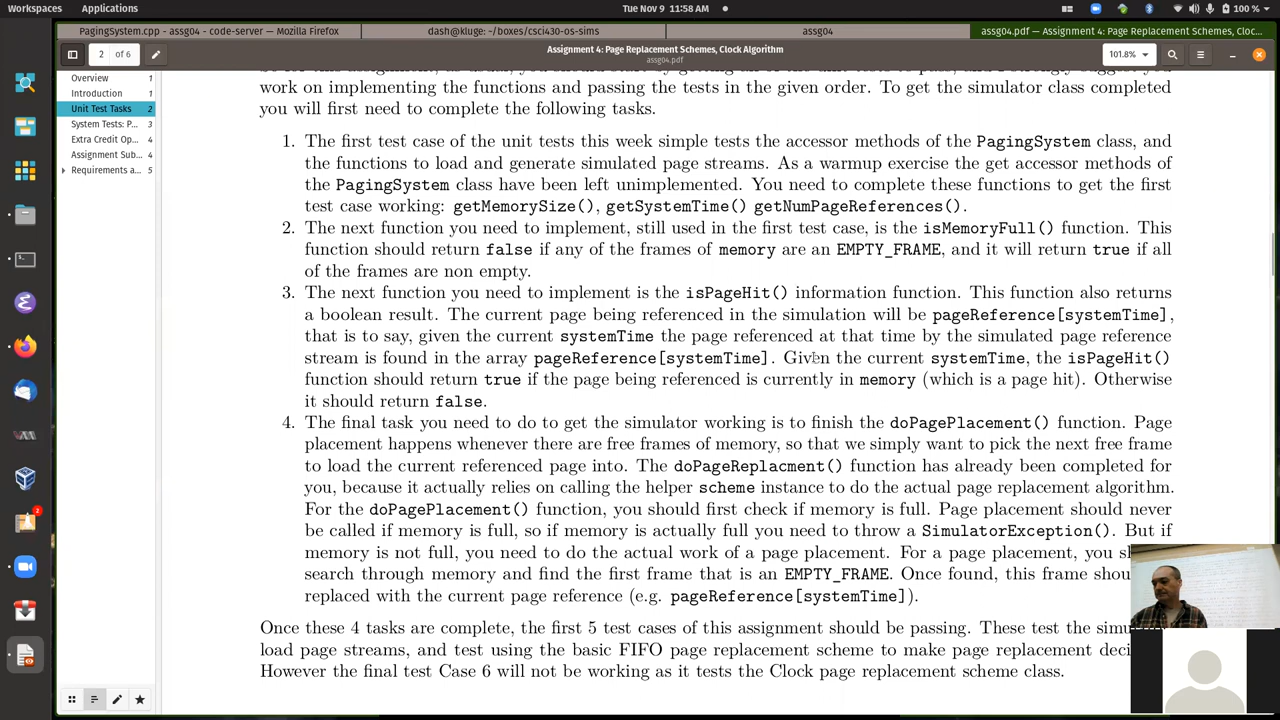 Workspaces Applications Tue Nov 9 11:58 AM 100 %
PagingSystem.cpp - assg04 - code-server — Mozilla Firefox dash@kluge: ~/boxes/csci430-os-sims assg04 assg04.pdf — Assignment 4: Page Replacement Schemes, Cloc...
2 of 6 Assignment 4: Page Replacement Schemes, Clock Algorithm 101.8%
assg04.pdf
Overview 1
Introduction 1
Unit Test Tasks 2
System Tests: P... 3
Extra Credit Op... 4
Assignment Sub... 4
Requirements a... 5
work on implementing the functions and passing the tests in the given order. To get the simulator class completed
you will first need to complete the following tasks.
1. The first test case of the unit tests this week simple tests the accessor methods of the PagingSystem class, and
the functions to load and generate simulated page streams. As a warmup exercise the get accessor methods of
the PagingSystem class have been left unimplemented. You need to complete these functions to get the first
test case working: getMemorySize(), getSystemTime() getNumPageReferences().
2. The next function you need to implement, still used in the first test case, is the isMemoryFull() function. This
function should return false if any of the frames of memory are an EMPTY_FRAME, and it will return true if all
of the frames are non empty.
3. The next function you need to implement is the isPageHit() information function. This function also returns
a boolean result. The current page being referenced in the simulation will be pageReference[systemTime],
that is to say, given the current systemTime the page referenced at that time by the simulated page reference
stream is found in the array pageReference[systemTime]. Given the current systemTime, the isPageHit()
function should return true if the page being referenced is currently in memory (which is a page hit). Otherwise
it should return false.
4. The final task you need to do to get the simulator working is to finish the doPagePlacement() function. Page
placement happens whenever there are free frames of memory, so that we simply want to pick the next free frame
to load the current referenced page into. The doPageReplacment() function has already been completed for
you, because it actually relies on calling the helper scheme instance to do the actual page replacement algorithm.
For the doPagePlacement() function, you should first check if memory is full. Page placement should never
be called if memory is full, so if memory is actually full you need to throw a SimulatorException(). But if
memory is not full, you need to do the actual work of a page placement. For a page placement, you
search through memory and find the first frame that is an EMPTY_FRAME. Once found, this frame
replaced with the current page reference (e.g. pageReference[systemTime]).
Once these 4 tasks are complete, the first 5 test cases of this assignment should be passing. These test the
load page streams, and test using the basic FIFO page replacement scheme to make page replacement
However the final test Case 6 will not be working as it tests the Clock page replacement scheme class.
2